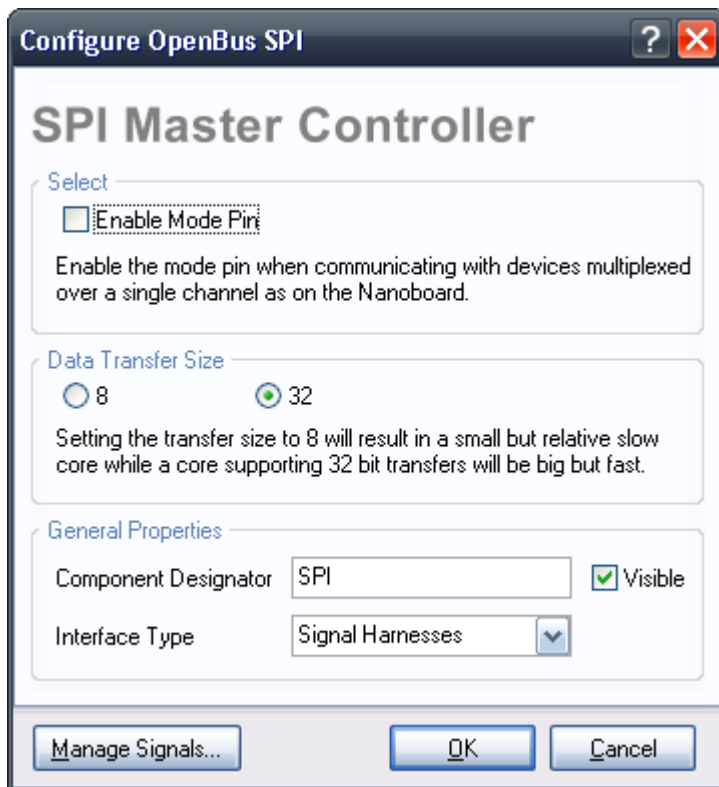 Configure OpenBus SPI
SPI Master Controller
Select
Enable Mode Pin
Enable the mode pin when communicating with devices multiplexed
over a single channel as on the Nanoboard.
Data Transfer Size
8 32
Setting the transfer size to 8 will result in a small but relative slow
core while a core supporting 32 bit transfers will be big but fast.
General Properties
Component Designator SPI Visible
Interface Type Signal Harnesses
Manage Signals... OK Cancel